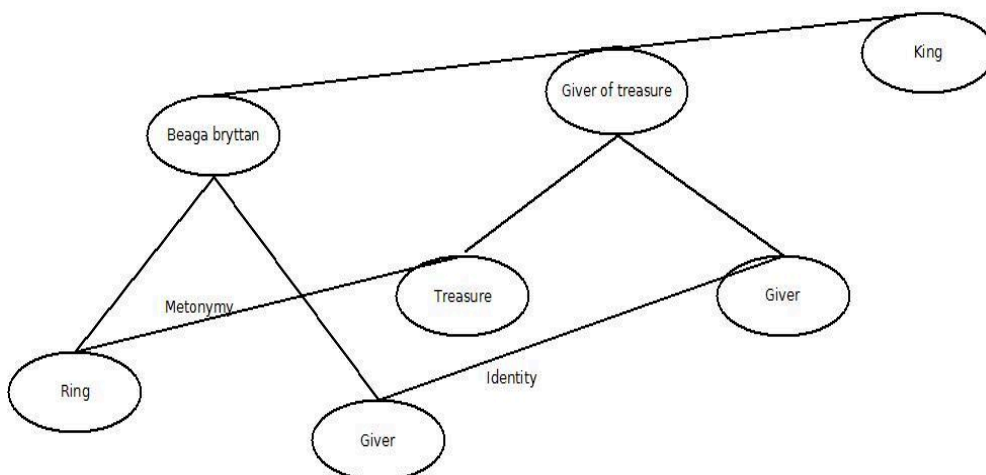 King
Giver of treasure
Beaga bryttan
Treasure
Giver
Metonymy
Identity
Ring
Giver